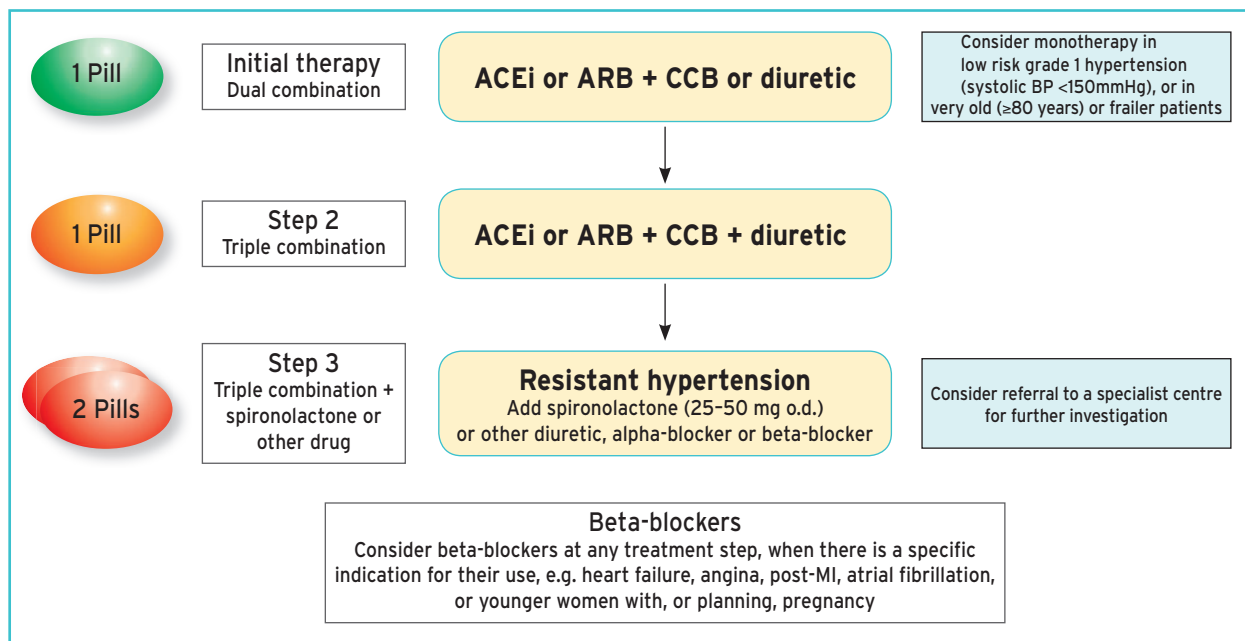 1 Pill
Initial therapy
Dual combination
ACEi or ARB + CCB or diuretic
Consider monotherapy in
low risk grade 1 hypertension
(systolic BP <150mmHg), or in
very old (≥80 years) or frailer patients
1 Pill
Step 2
Triple combination
ACEi or ARB + CCB + diuretic
2 Pills
Step 3
Triple combination +
spironolactone or
other drug
Resistant hypertension
Add spironolactone (25–50 mg o.d.)
or other diuretic, alpha-blocker or beta-blocker
Consider referral to a specialist centre
for further investigation
Beta-blockers
Consider beta-blockers at any treatment step, when there is a specific
indication for their use, e.g. heart failure, angina, post-MI, atrial fibrillation,
or younger women with, or planning, pregnancy